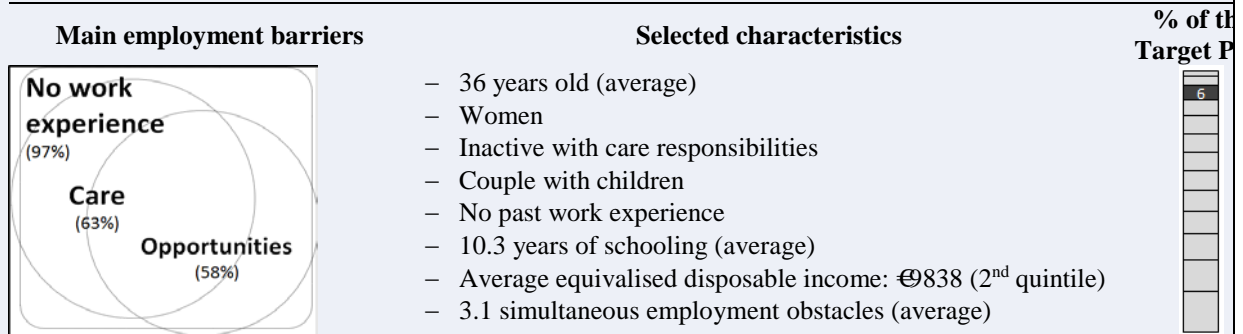 Main employment barriers
Selected characteristics
% of th
Target P
No work
experience
(97%)
Care
(63%)
Opportunities
(58%)
– 36 years old (average)
– Women
– Inactive with care responsibilities
– Couple with children
– No past work experience
– 10.3 years of schooling (average)
– Average equivalised disposable income: €9838 (2nd quintile)
– 3.1 simultaneous employment obstacles (average)
6